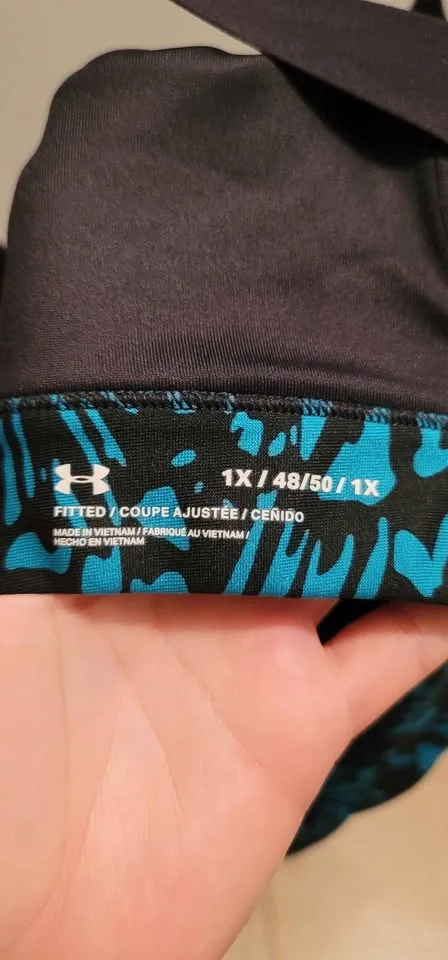 1X / 48/50 / 1X
FITTED / COUPE AJUSTÉE / CEÑIDO
MADE IN VIETNAM / FABRIQUÉ AU VIETNAM /
HECHO EN VIETNAM